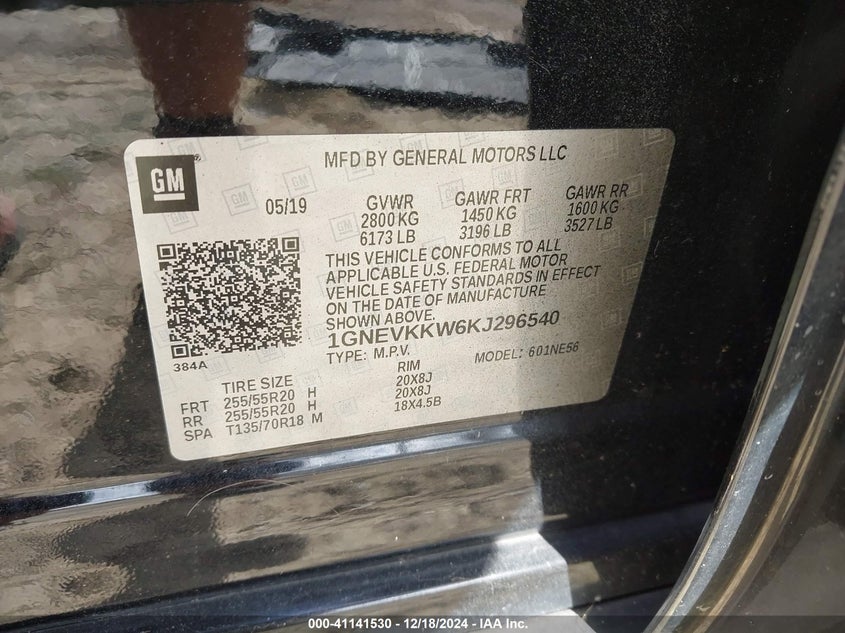 GM
MFD BY GENERAL MOTORS LLC
05/19 GVWR GAWR FRT GAWR RR
2800 KG 1450 KG 1600 KG
6173 LB 3196 LB 3527 LB
THIS VEHICLE CONFORMS TO ALL
APPLICABLE U.S. FEDERAL MOTOR
VEHICLE SAFETY STANDARDS IN EFFECT
ON THE DATE OF MANUFACTURE
SHOWN ABOVE.
1GNEVKKW6KJ296540
384A
TYPE: M.P.V. MODEL: 601NE56
TIRE SIZE RIM
FRT 255/55R20 H 20X8J
RR 255/55R20 H 20X8J
SPA T135/70R18 M 18X4.5B
000-41141530 - 12/18/2024 - IAA Inc.